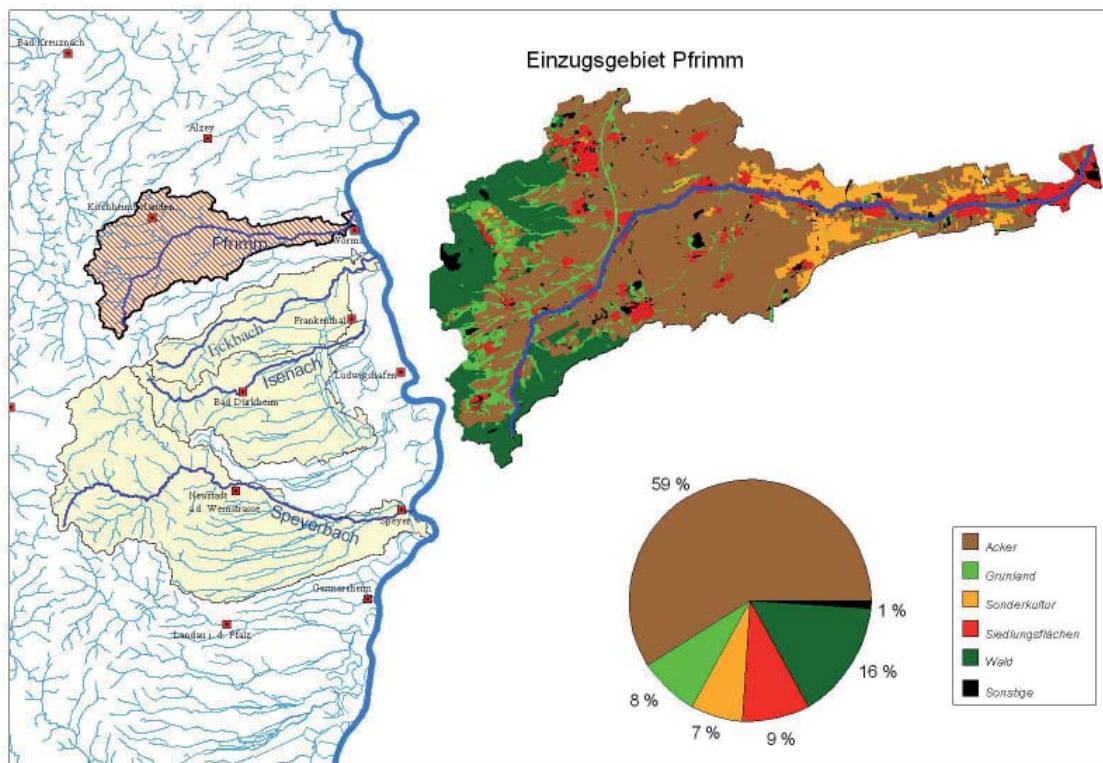 Bad Kreuznach
Alzey
Kirchheimbolanden
Pfrimm
Worms
Eckbach
Frankenthal
Isenach
Ludwigshafen
Bad Dürkheim
Neustadt
a.d. Weinstrasse
Speyerbach
Speyer
Germersheim
Landau i. d. Pfalz
Einzugsgebiet Pfrimm
59 %
1 %
16 %
9 %
7 %
8 %
Acker
Grünland
Sonderkultur
Siedlungsflächen
Wald
Sonstige